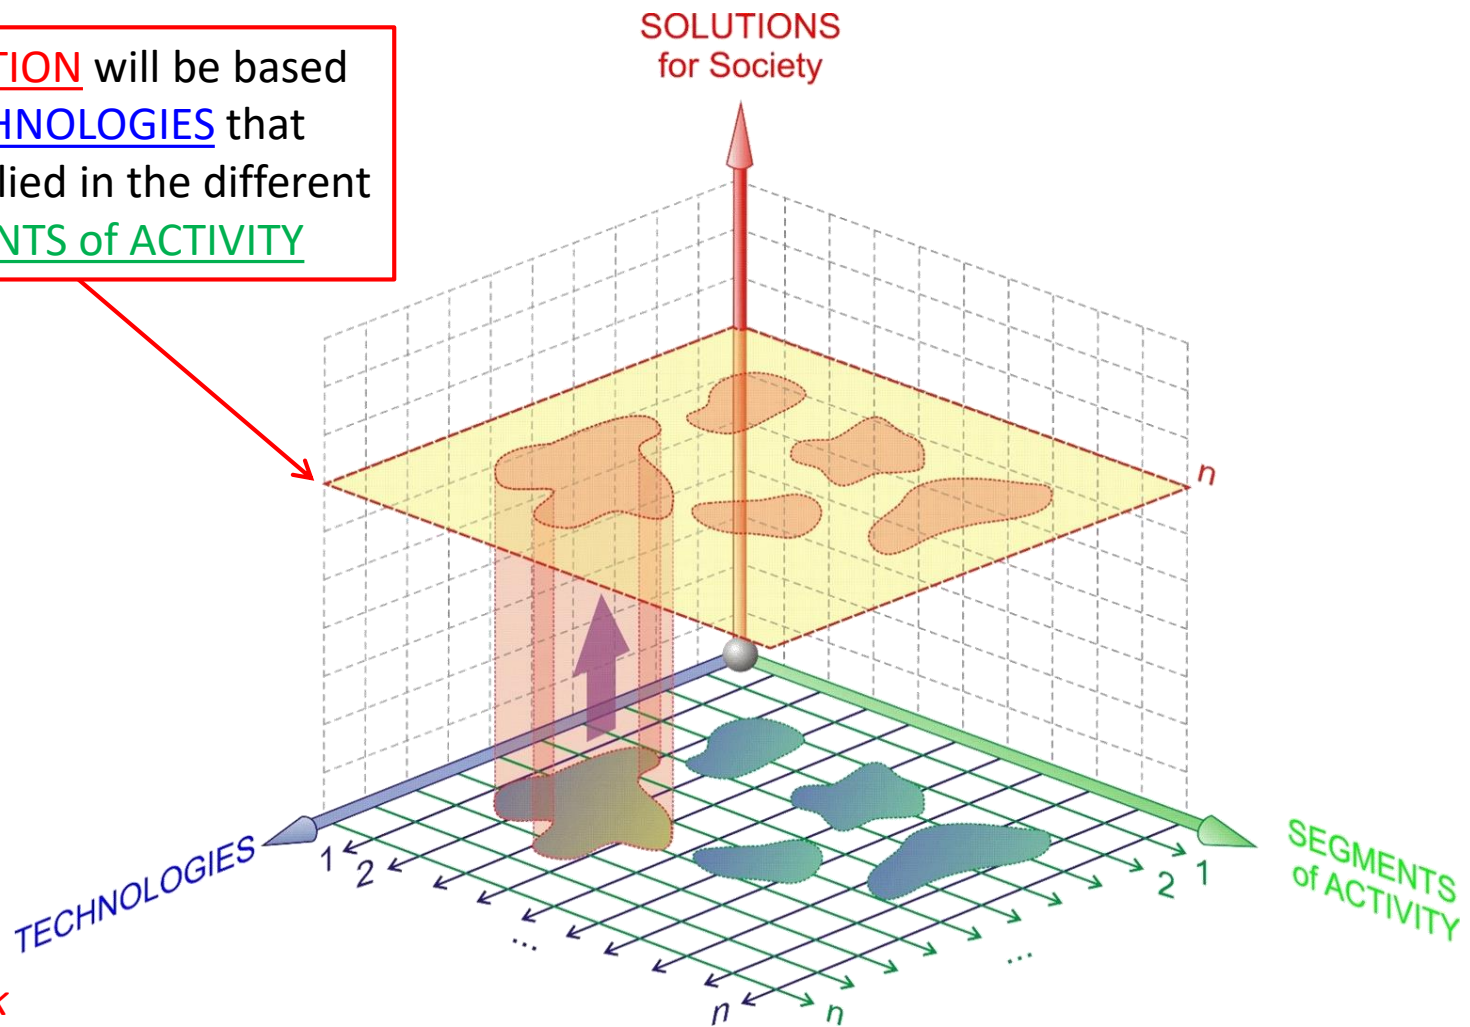 SOLUTIONS
for Society
TION will be based
HNOLOGIES that
lied in the different
NTS of ACTIVITY
n
TECHNOLOGIES
1
2
...
n
SEGMENTS
of ACTIVITY
1
2
...
n